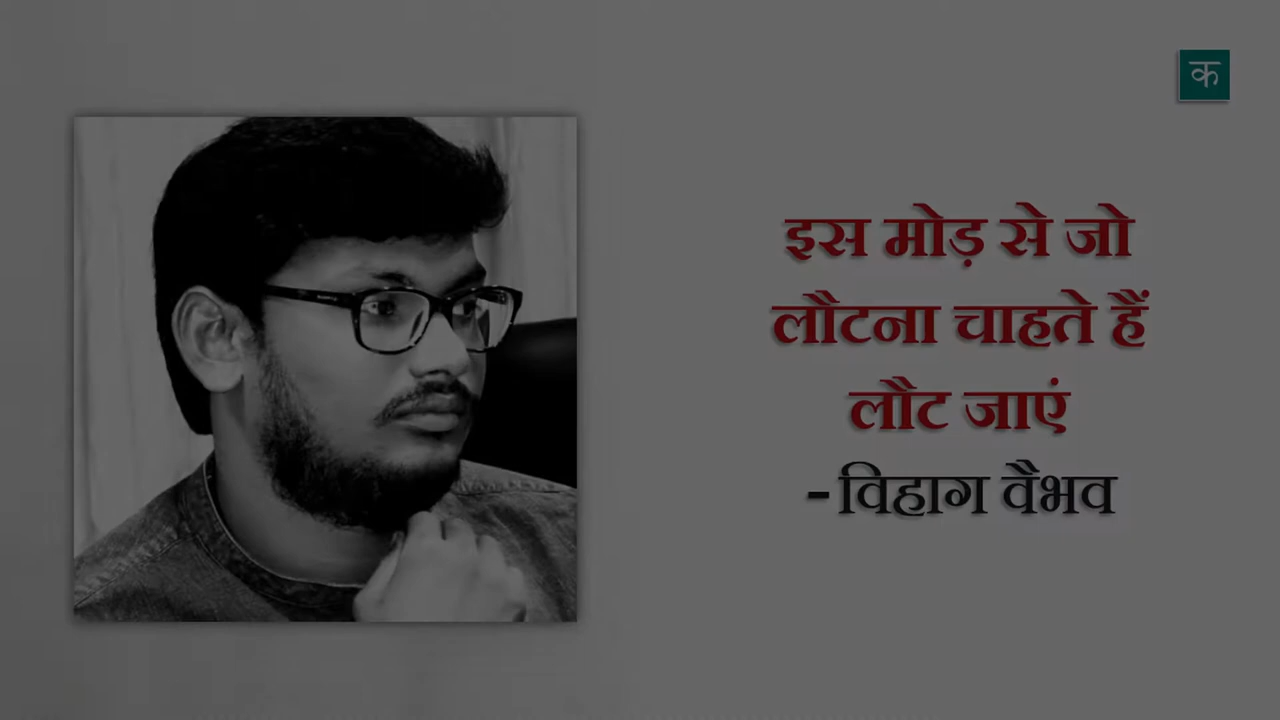 क
इस मोड़ से जो
लौटना चाहते हैं
लौट जाएं
-विहाग वैभव